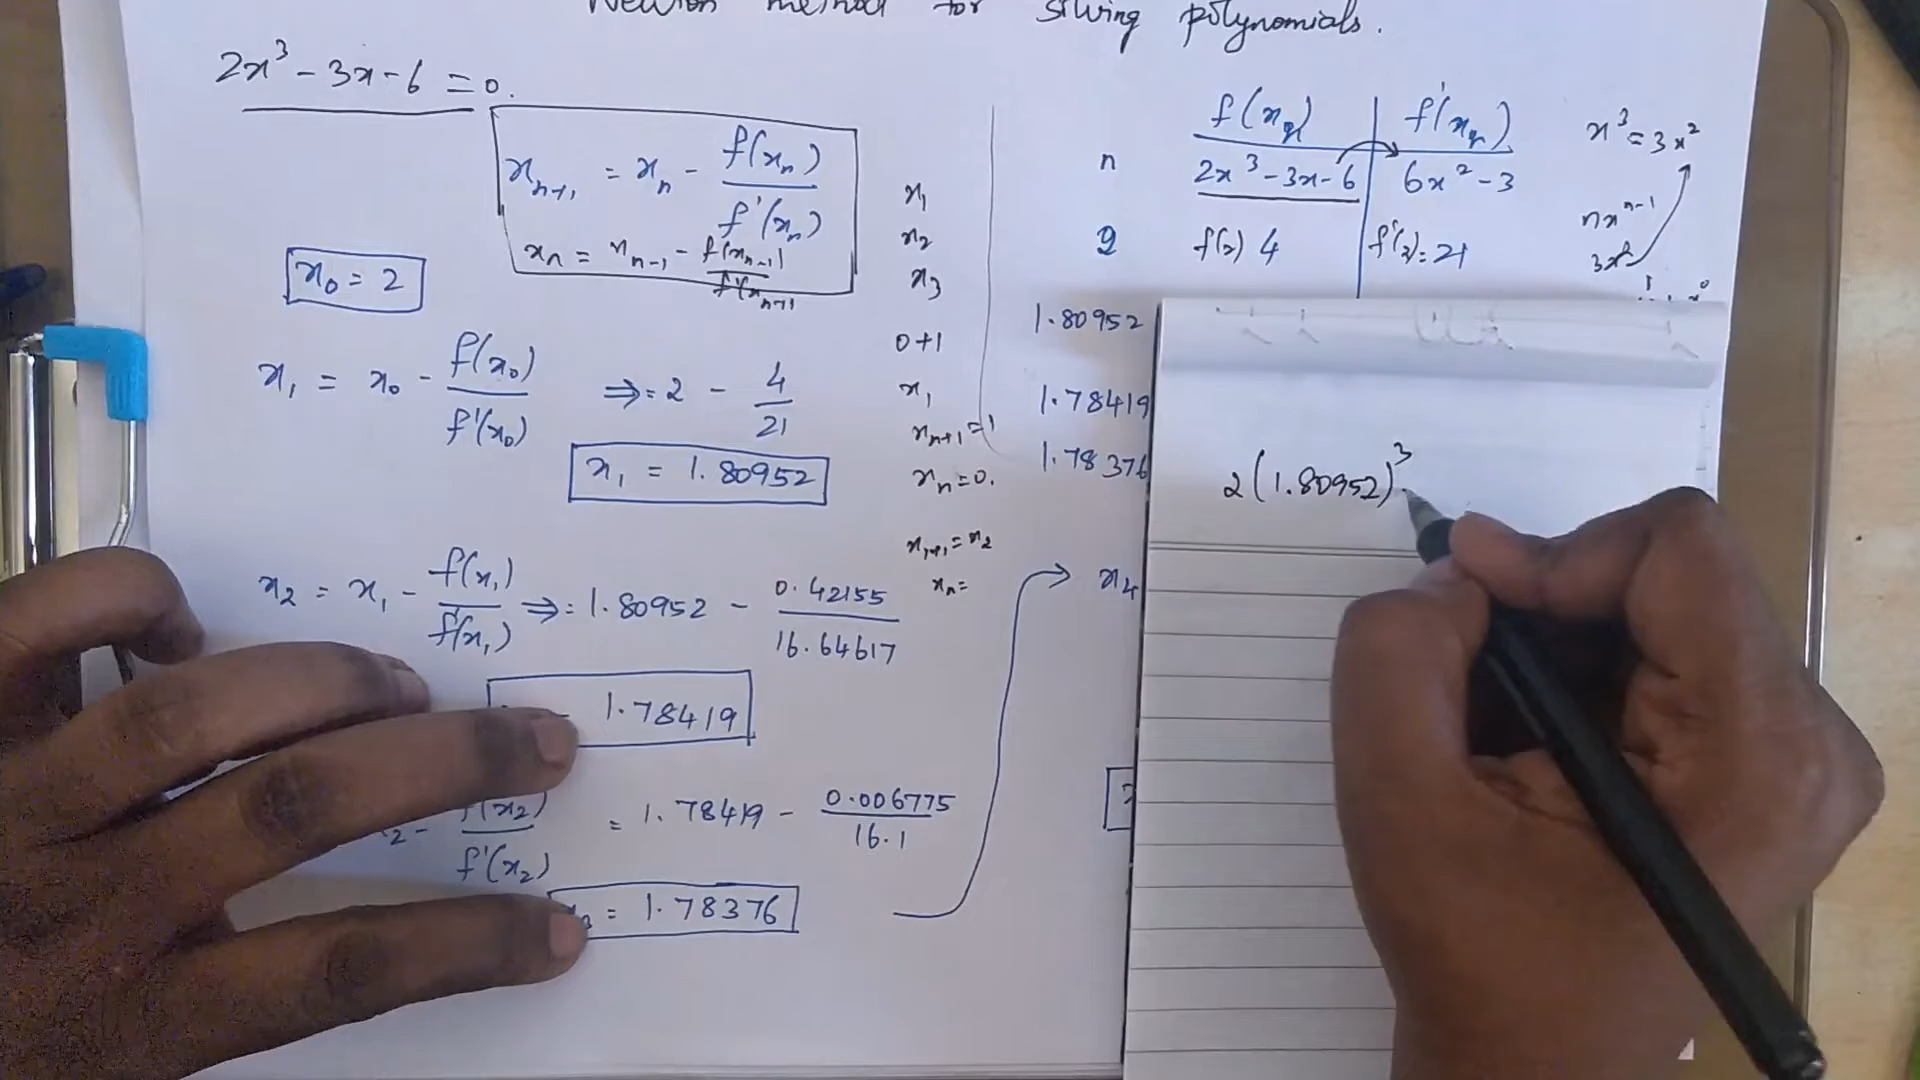 Newton method for solving polynomials.
2x³ - 3x - 6 = 0.
xₙ₊₁ = xₙ - f(xₙ) / f'(xₙ)
xₙ = xₙ₋₁ - f(xₙ₋₁) / f'(xₙ₋₁
x₀ = 2
x₁ = x₀ - f(x₀) / f'(x₀) ⇒ = 2 - 4 / 21
x₁ = 1.80952
x₂ = x₁ - f(x₁) / f'(x₁) ⇒ = 1.80952 - 0.42155 / 16.64617
1.78419
f(x₂) / f'(x₂) = 1.78419 - 0.006775 / 16.1
= 1.78376
x₁
x₂
x₃
0+1
x₁
xₙ₊₁ = 1
xₙ = 0.
x₁₊₁ = x₂
xₙ =
n
f(xₙ) f'(xₙ)
2x³ - 3x - 6 6x² - 3
2 f(2) 4 f'(2) = 21
1.80952
1.78419
1.78376
x₄
x³ = 3x²
nxⁿ⁻¹
3x²
2(1.80952)³